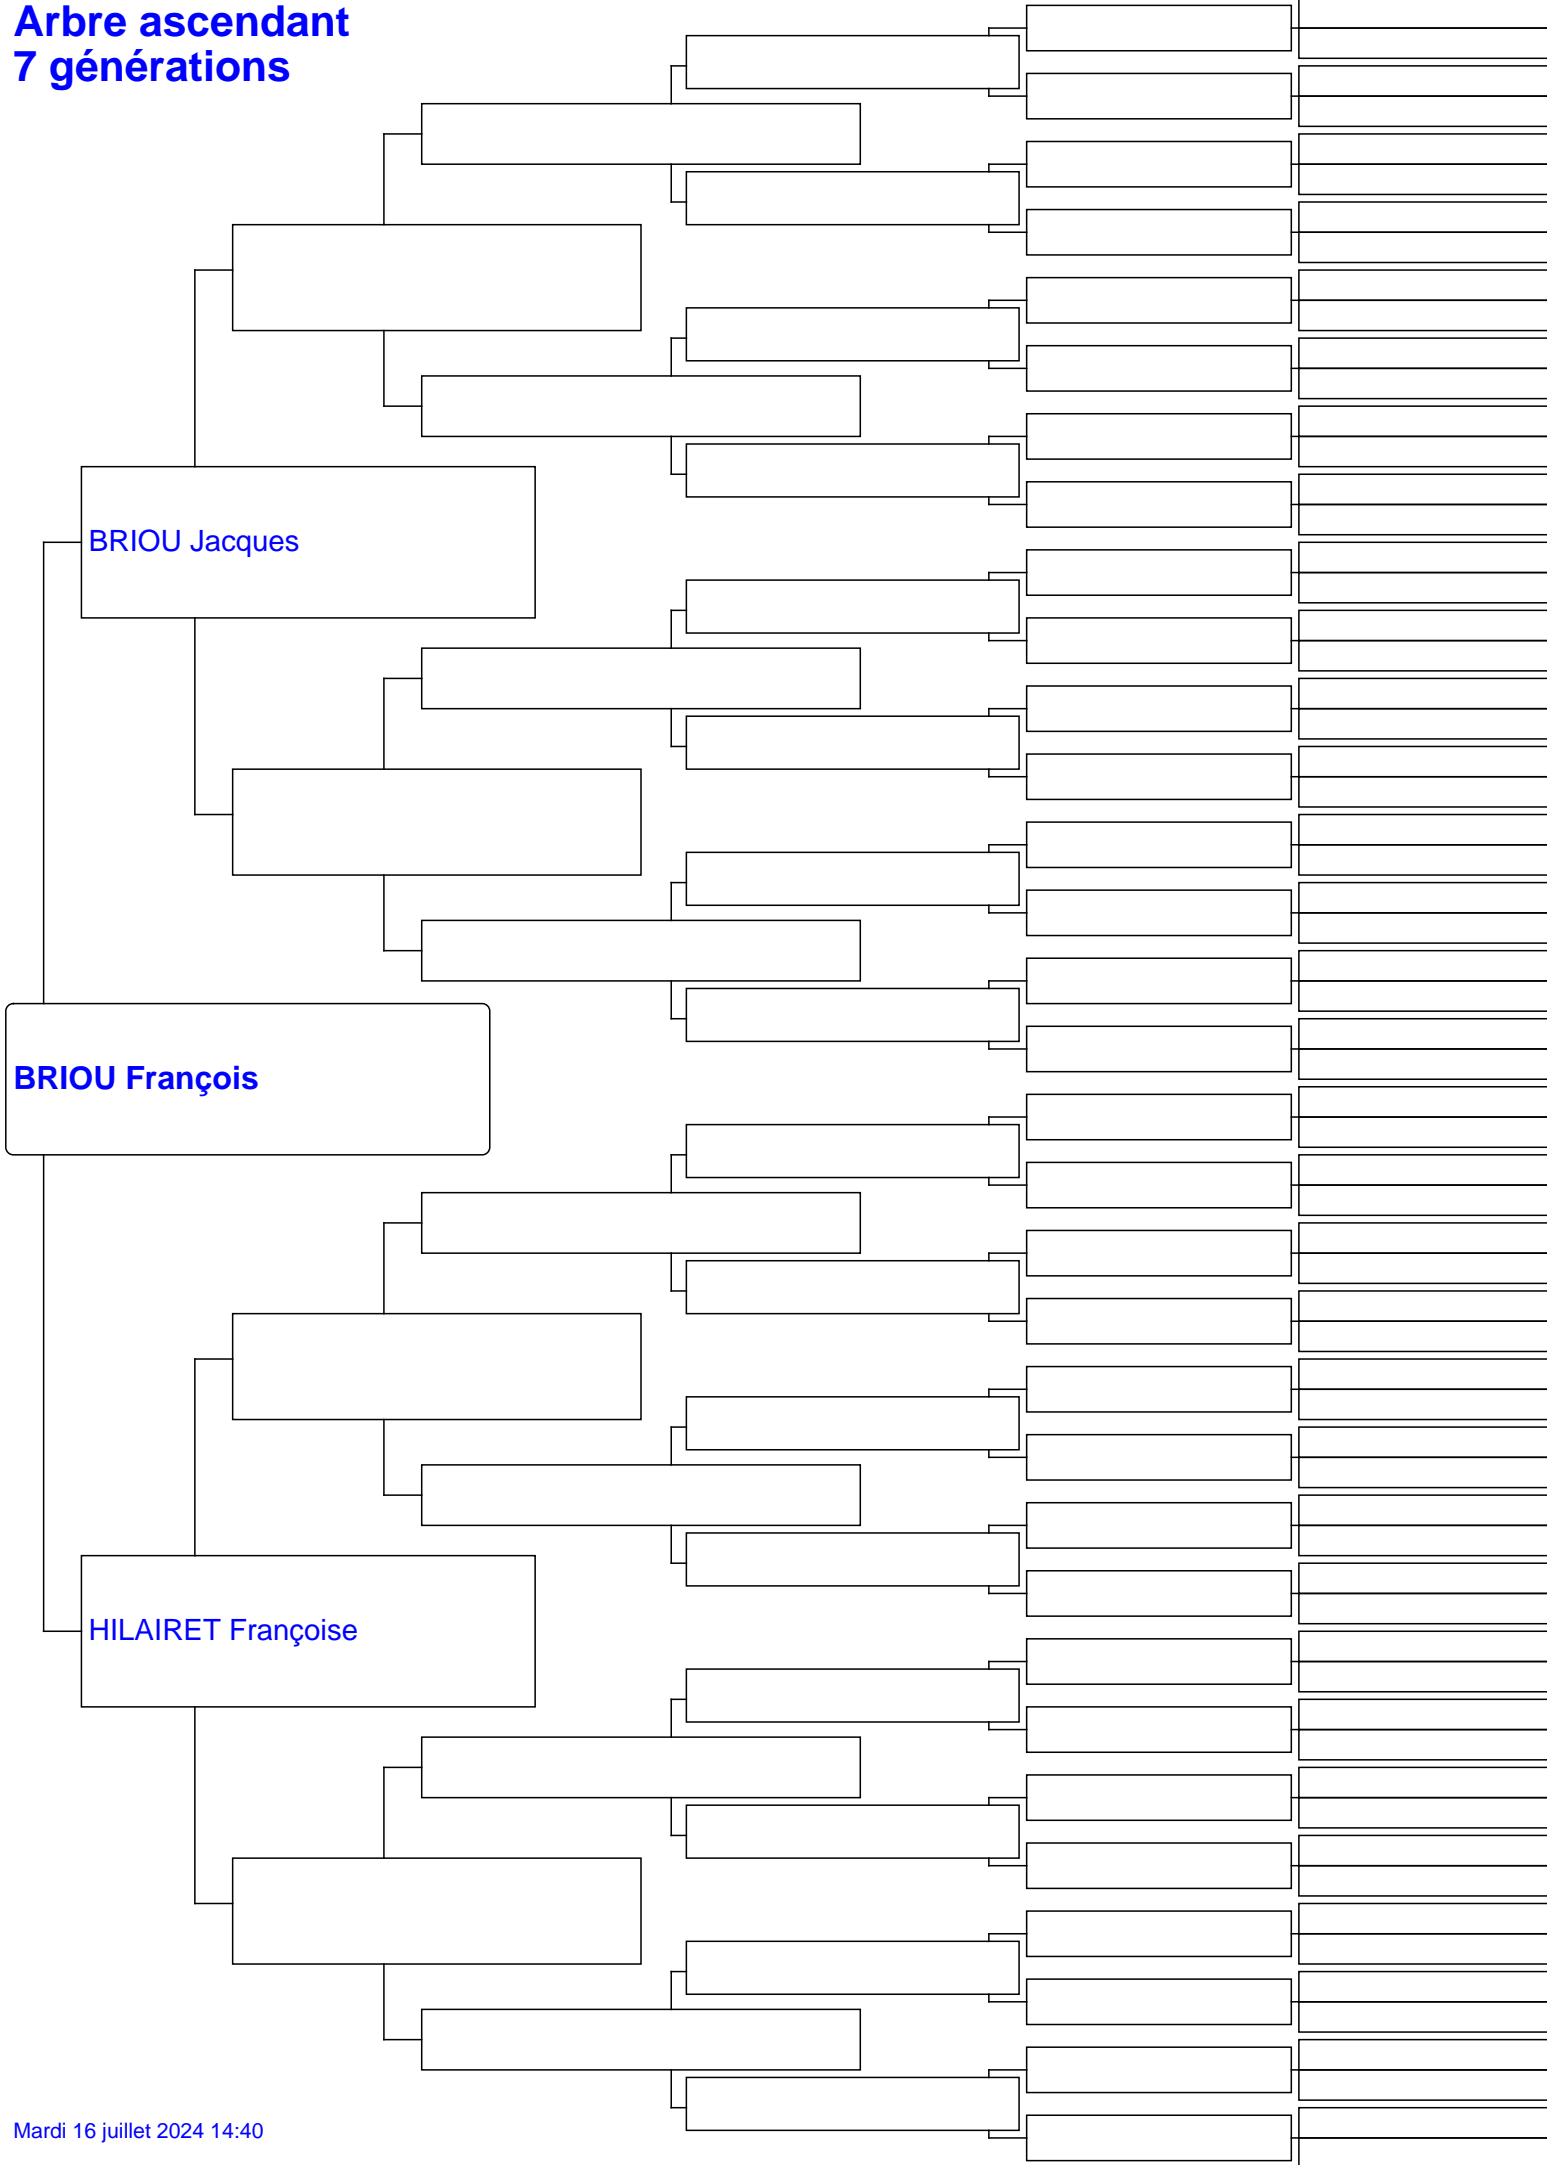 Arbre ascendant
7 générations
BRIOU Jacques
BRIOU François
HILAIRET Françoise
Mardi 16 juillet 2024 14:40